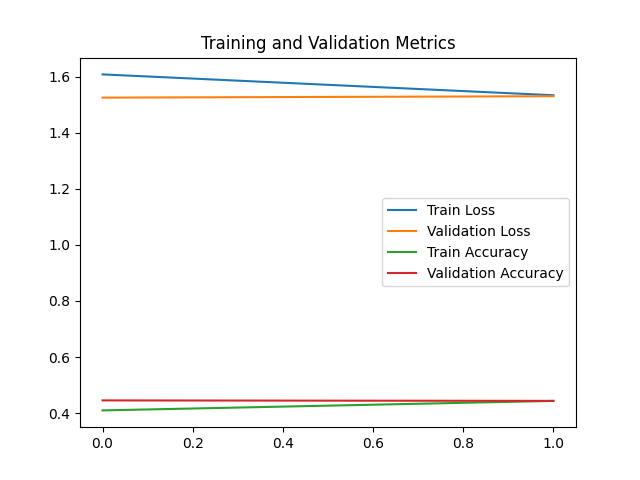 Training and Validation Metrics
1.6
1.4
1.2
1.0
0.8
0.6
0.4
Train Loss
Validation Loss
Train Accuracy
Validation Accuracy
0.0 0.2 0.4 0.6 0.8 1.0